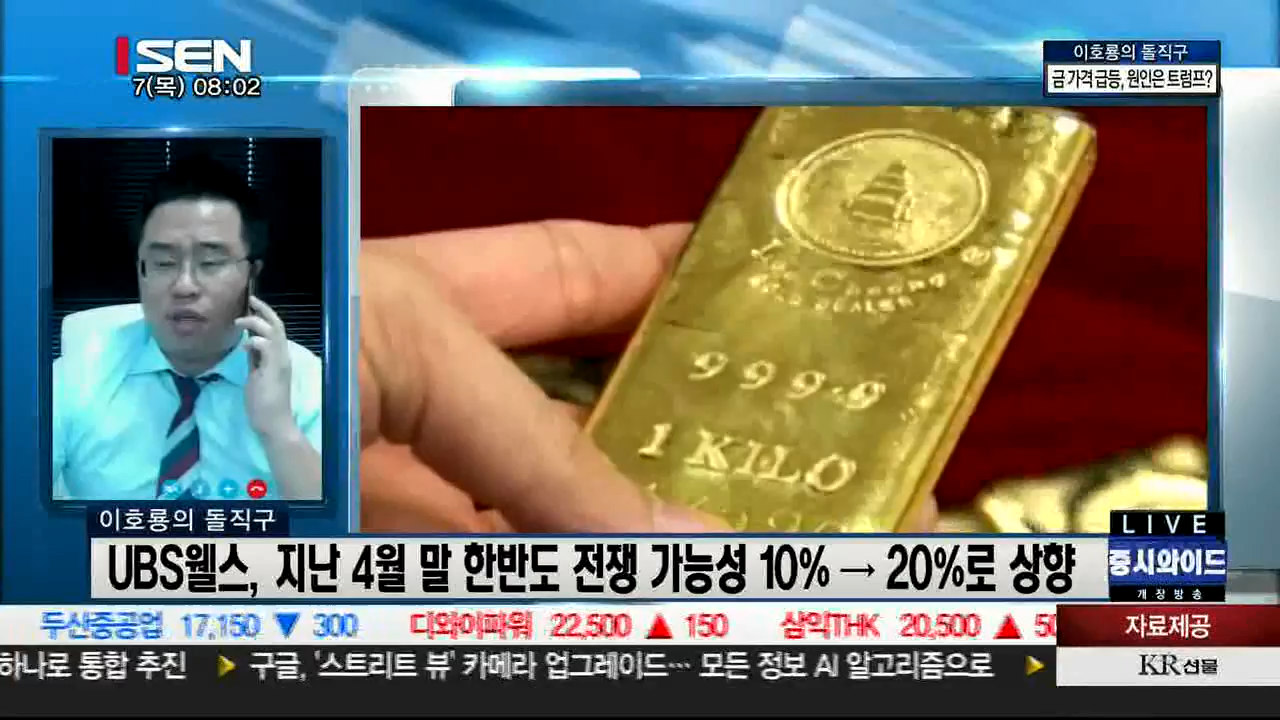 SEN
7(목) 08:02
이호룡의 돌직구
금 가격 급등, 원인은 트럼프?
999.9
1 KILO
이호룡의 돌직구
UBS웰스, 지난 4월 말 한반도 전쟁 가능성 10% → 20%로 상향
LIVE
증시와이드
개장방송
두산중공업 17,150 ▼ 300 디와이파워 22,500 ▲ 150 삼익THK 20,500 ▲ 50
자료제공
하나로 통합 추진 ▶ 구글, '스트리트 뷰' 카메라 업그레이드… 모든 정보 AI 알고리즘으로 ▶
KR선물